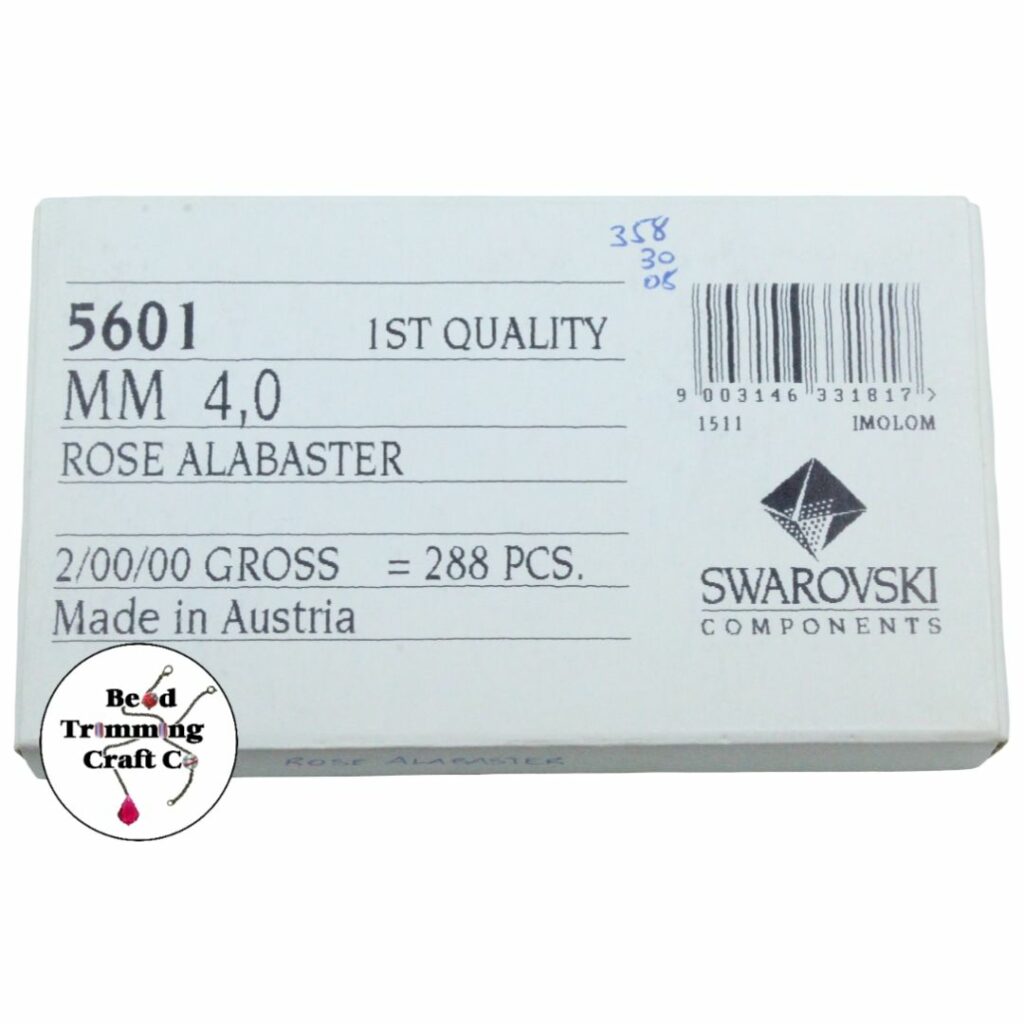 358
30
05
5601 1ST QUALITY
MM 4,0
ROSE ALABASTER
2/00/00 GROSS = 288 PCS.
Made in Austria
9 003146 331817 >
1511 IMOLOM
SWAROVSKI
COMPONENTS
Bead
Trimming
Craft Co
ROSE ALABASTER